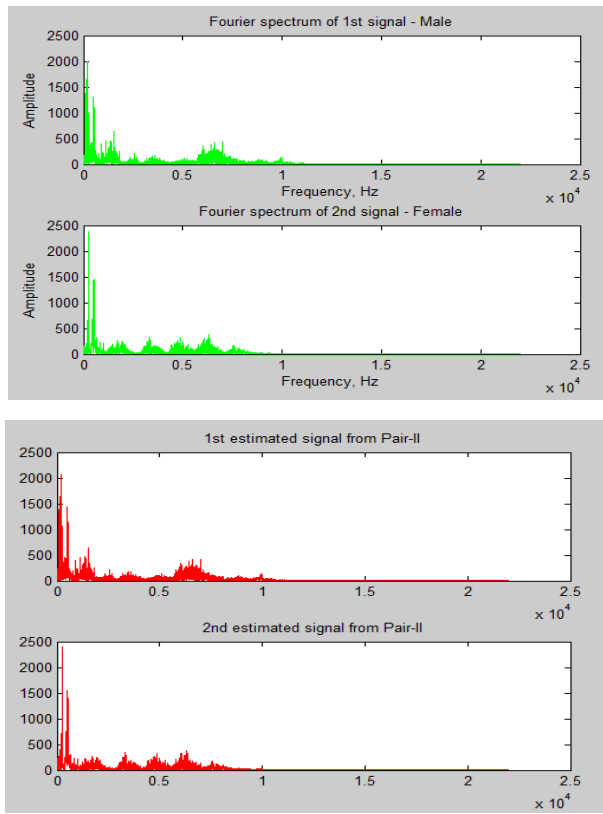 Fourier spectrum of 1st signal - Male
2500
2000
1500
1000
500
0
Amplitude
0 0.5 1 1.5 2 2.5
Frequency, Hz
x 10^4
Fourier spectrum of 2nd signal - Female
2500
2000
1500
1000
500
0
Amplitude
0 0.5 1 1.5 2 2.5
Frequency, Hz
x 10^4
1st estimated signal from Pair-II
2500
2000
1500
1000
500
0
0 0.5 1 1.5 2 2.5
x 10^4
2nd estimated signal from Pair-II
2500
2000
1500
1000
500
0
0 0.5 1 1.5 2 2.5
x 10^4